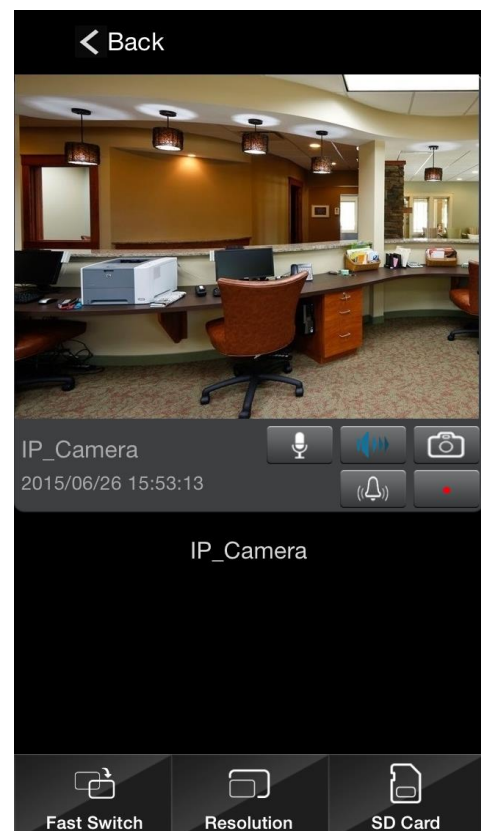 Back
IP_Camera
2015/06/26 15:53:13
IP_Camera
Fast Switch
Resolution
SD Card